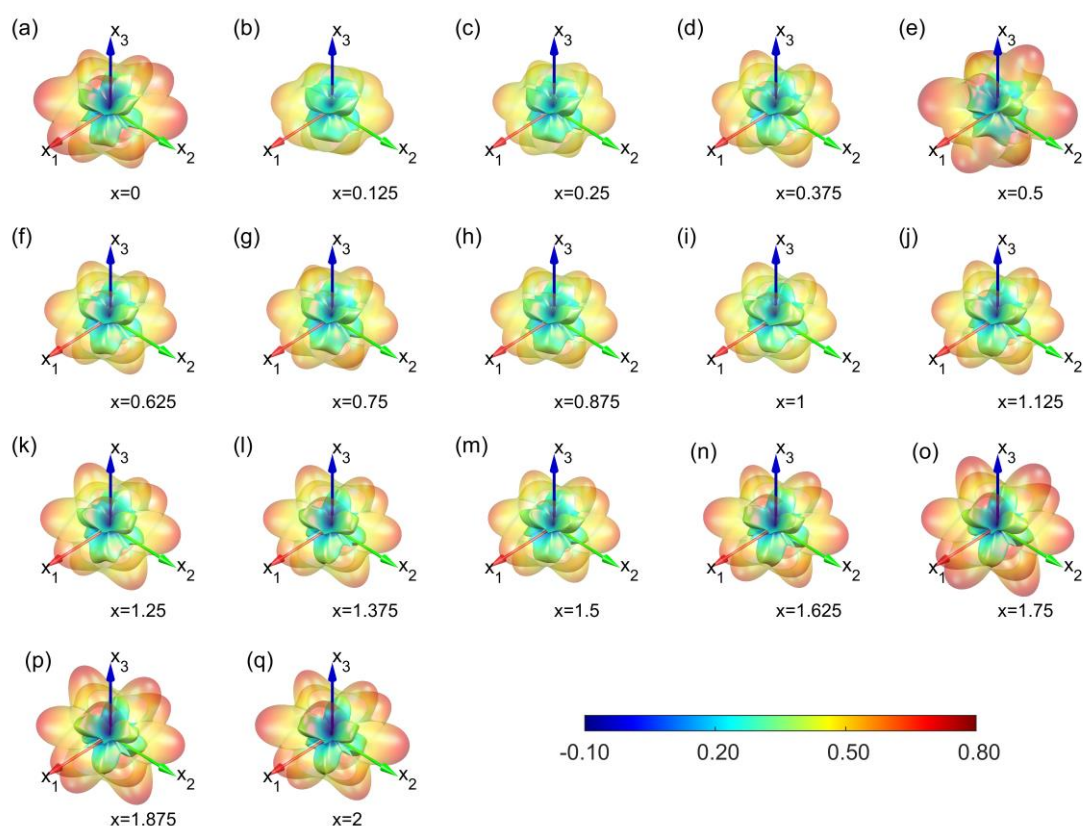 (a) (b) (c) (d) (e)
x3 x3 x3 x3 x3
x1 x2 x1 x2 x1 x2 x1 x2 x1 x2
x=0 x=0.125 x=0.25 x=0.375 x=0.5
(f) (g) (h) (i) (j)
x3 x3 x3 x3 x3
x1 x2 x1 x2 x1 x2 x1 x2 x1 x2
x=0.625 x=0.75 x=0.875 x=1 x=1.125
(k) (l) (m) (n) (o)
x3 x3 x3 x3 x3
x1 x2 x1 x2 x1 x2 x1 x2 x1 x2
x=1.25 x=1.375 x=1.5 x=1.625 x=1.75
(p) (q)
x3 x3
x1 x2 x1 x2
-0.10 0.20 0.50 0.80
x=1.875 x=2